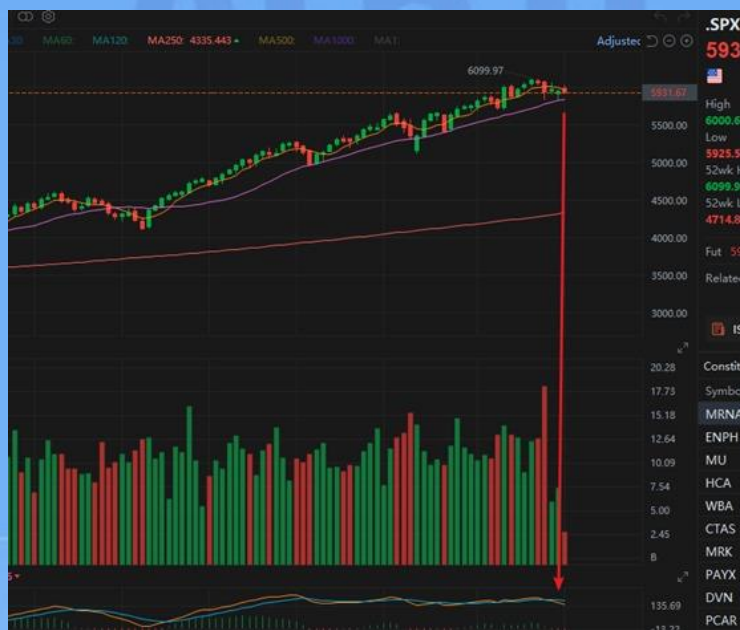 .SPX
MA60: MA120: MA250: 4335.443 MA500: MA1000: MA1: Adjusted
593
6099.97
5931.67
5500.00
5000.00
4500.00
4000.00
3500.00
3000.00
High
6000.6
Low
5925.5
52wk H
6099.9
52wk L
4714.8
Fut 59
Related
IS
20.28
17.73
15.18
12.64
10.09
7.54
5.00
2.45
B
Constit
Symbo
MRNA
ENPH
MU
HCA
WBA
CTAS
MRK
PAYX
DVN
PCAR
135.69